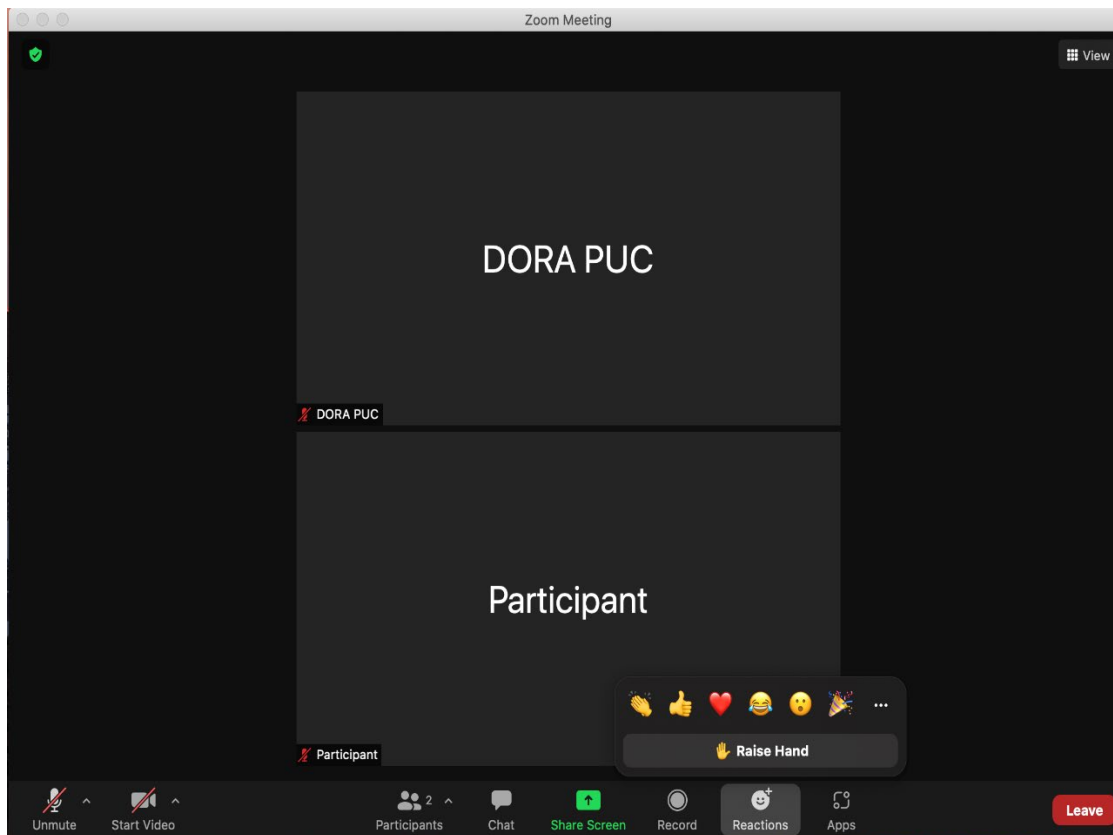 Zoom Meeting
View
DORA PUC
DORA PUC
Participant
Raise Hand
Participant
2
Unmute
Start Video
Participants
Chat
Share Screen
Record
Reactions
Apps
Leave